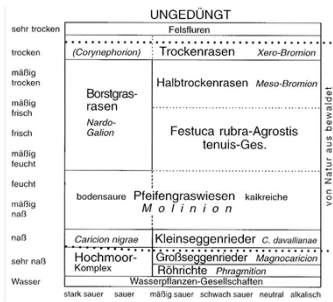 UNGEDÜNGT
sehr trocken Felsfluren
trocken (Corynephorion) Trockenrasen Xero-Bromion
mäßig trocken Halbtrockenrasen Meso-Bromion
Borstgras-
rasen
mäßig frisch Nardo-
Galion
frisch Festuca rubra-Agrostis
tenuis-Ges.
mäßig feucht
feucht
bodensaure Pfeifengraswiesen kalkreiche
mäßig naß Molinion
naß Caricion nigrae Kleinseggenrieder C. davallianae
sehr naß Hochmoor-
Komplex
Großseggenrieder Magnocaricion
Röhrichte Phragmition
Wasser Wasserpflanzen-Gesellschaften
stark sauer sauer mäßig sauer schwach sauer neutral alkalisch
von Natur aus bewaldet